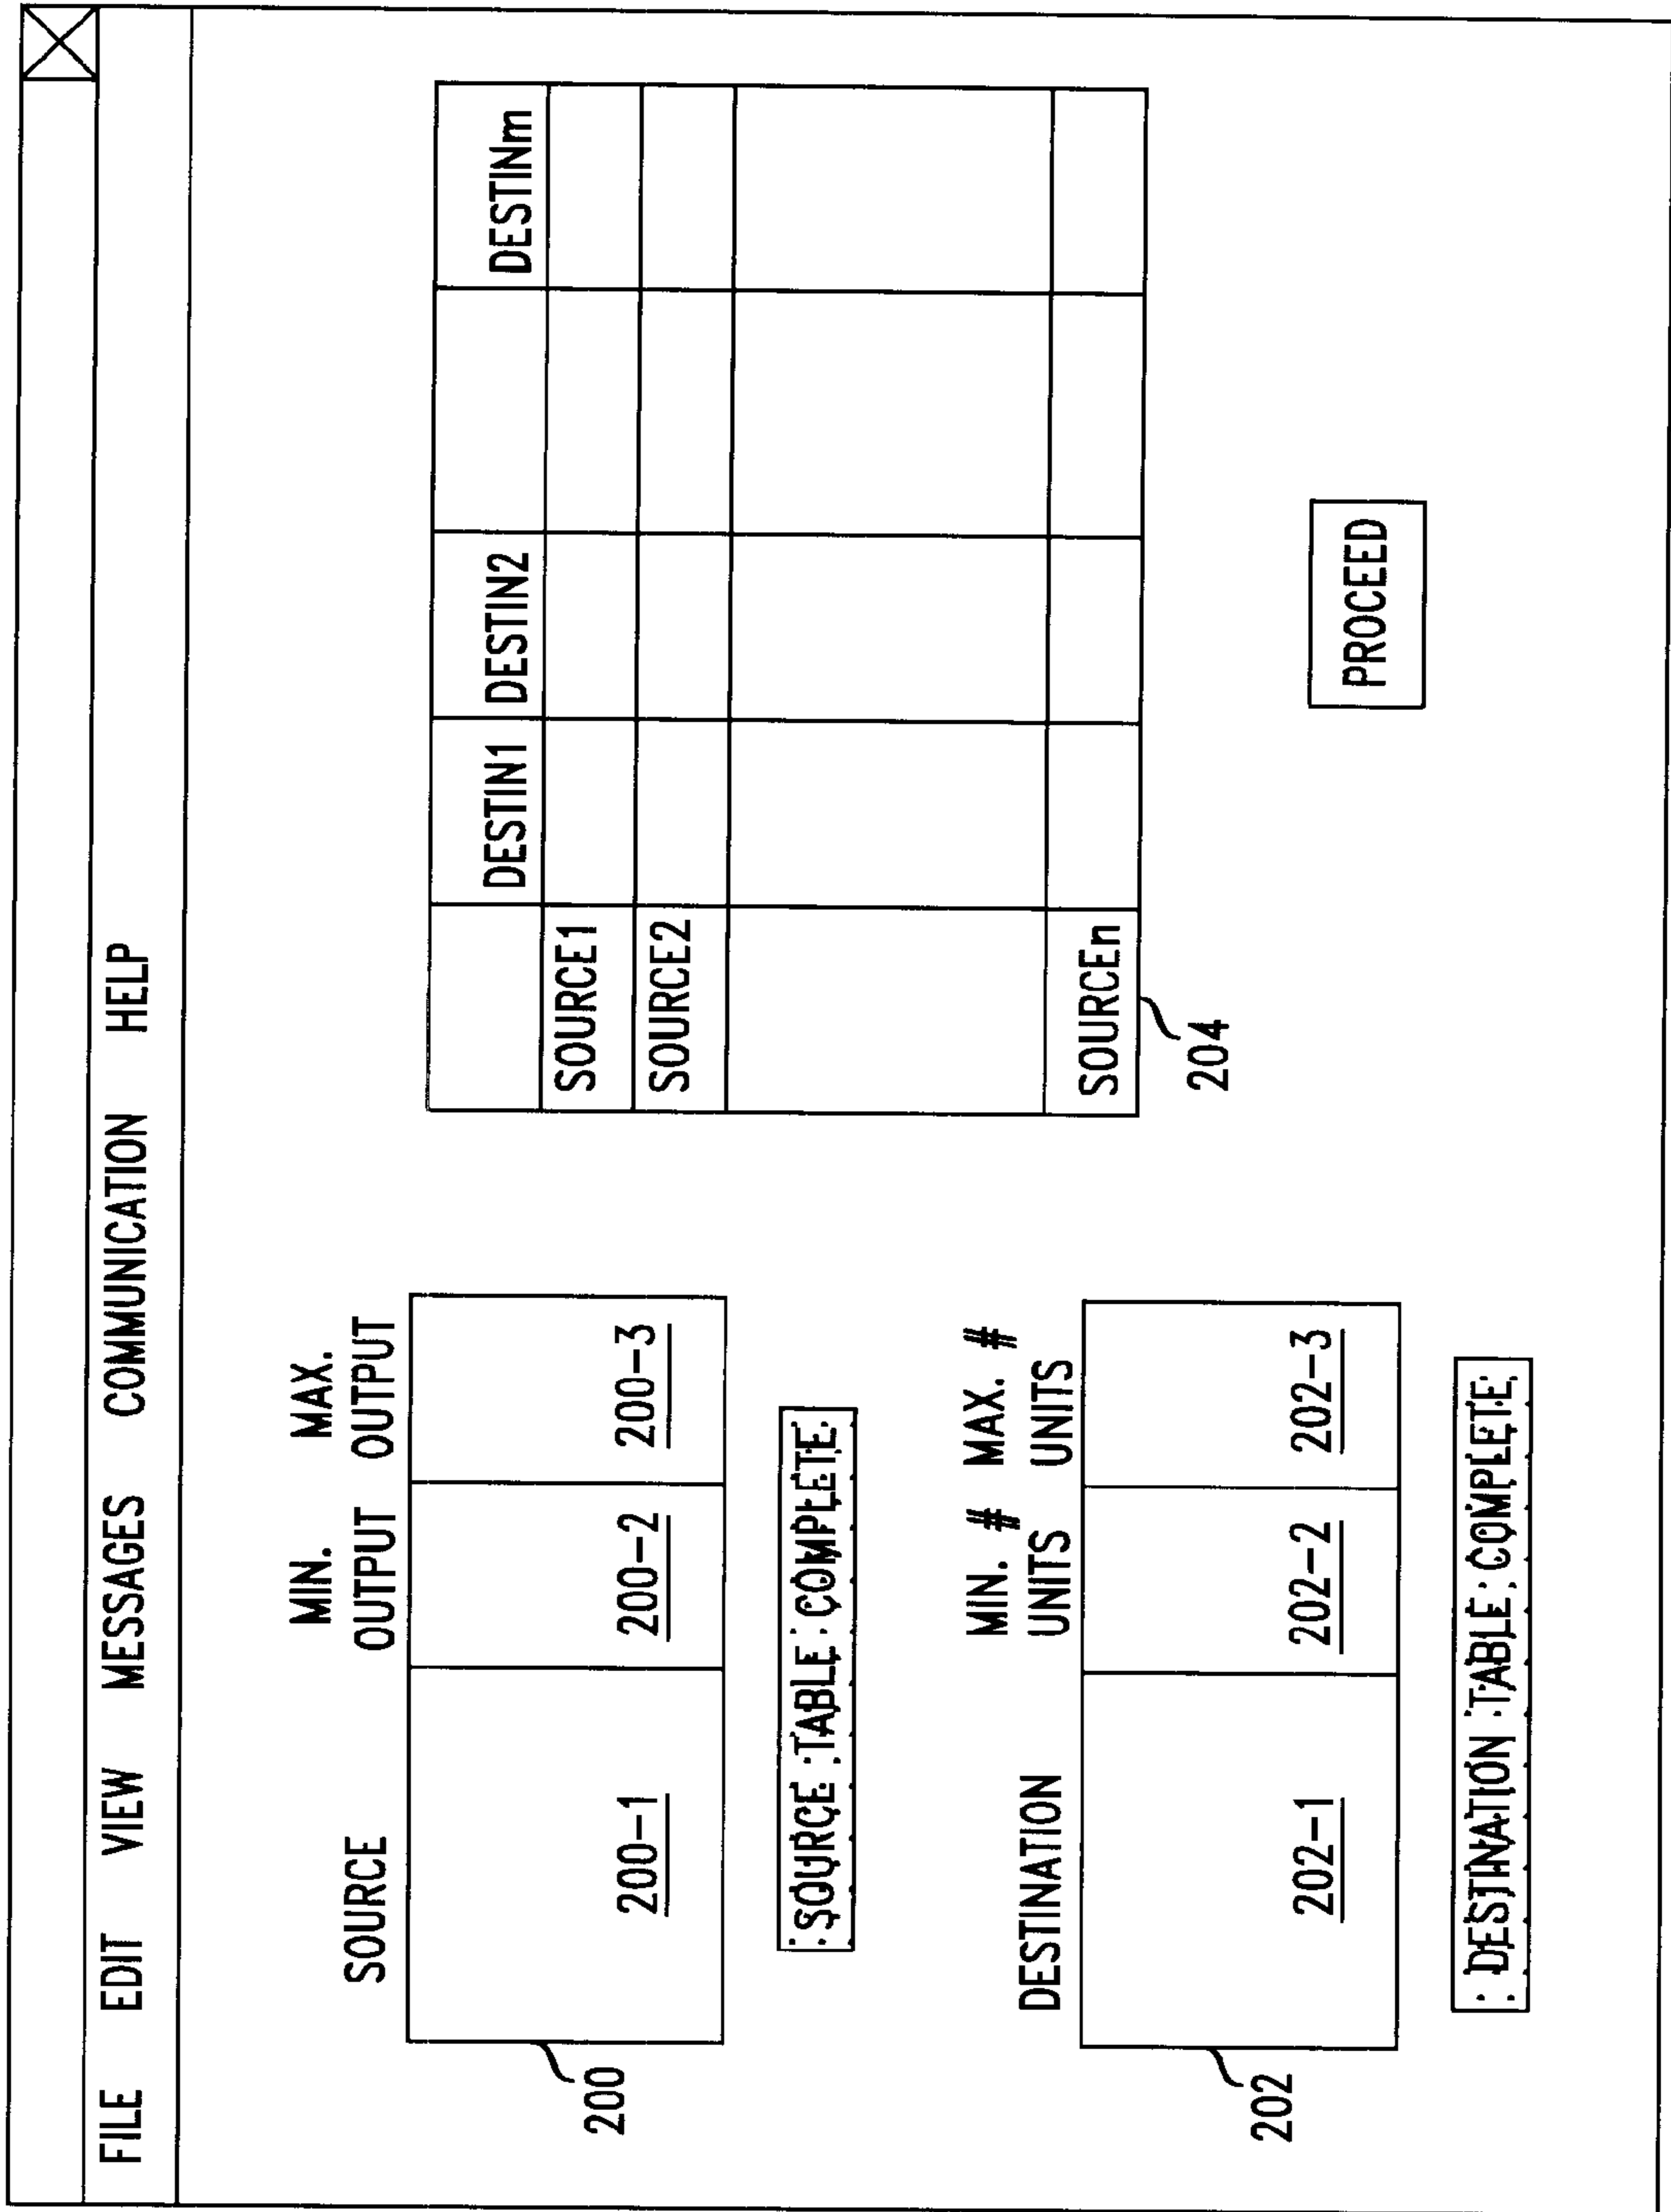 FILE EDIT VIEW MESSAGES COMMUNICATION HELP
SOURCE
MIN. OUTPUT
MAX. OUTPUT
200-1 200-2 200-3
200
SOURCE TABLE COMPLETE
DESTINATION
MIN. # UNITS
MAX. # UNITS
202-1 202-2 202-3
202
DESTINATION TABLE COMPLETE
DESTIN1 DESTIN2 DESTINm
SOURCE1
SOURCE2
SOURCEn
204
PROCEED